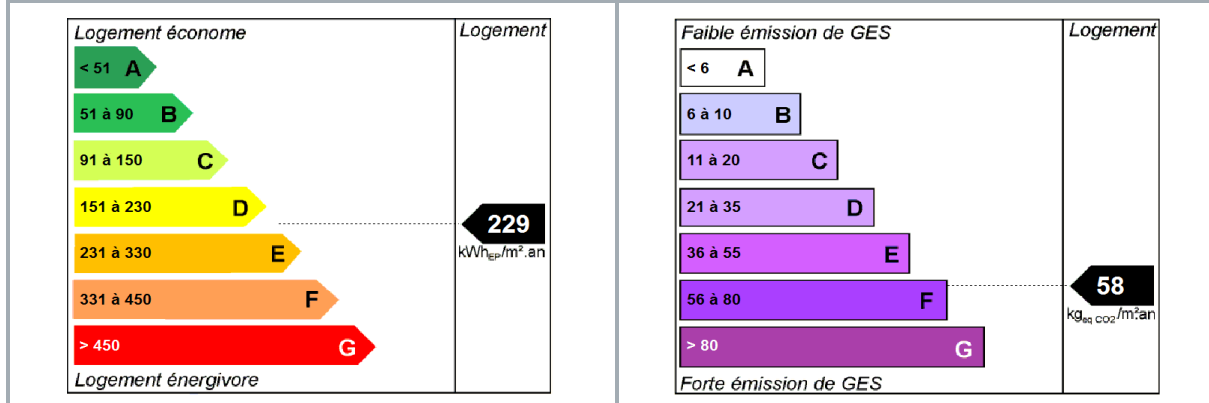 Logement économe
Logement
< 51 A
51 à 90 B
91 à 150 C
151 à 230 D
229
kWhEP/m².an
231 à 330 E
331 à 450 F
> 450 G
Logement énergivore
Faible émission de GES
Logement
< 6 A
6 à 10 B
11 à 20 C
21 à 35 D
36 à 55 E
56 à 80 F
58
kgeq CO2/m².an
> 80 G
Forte émission de GES